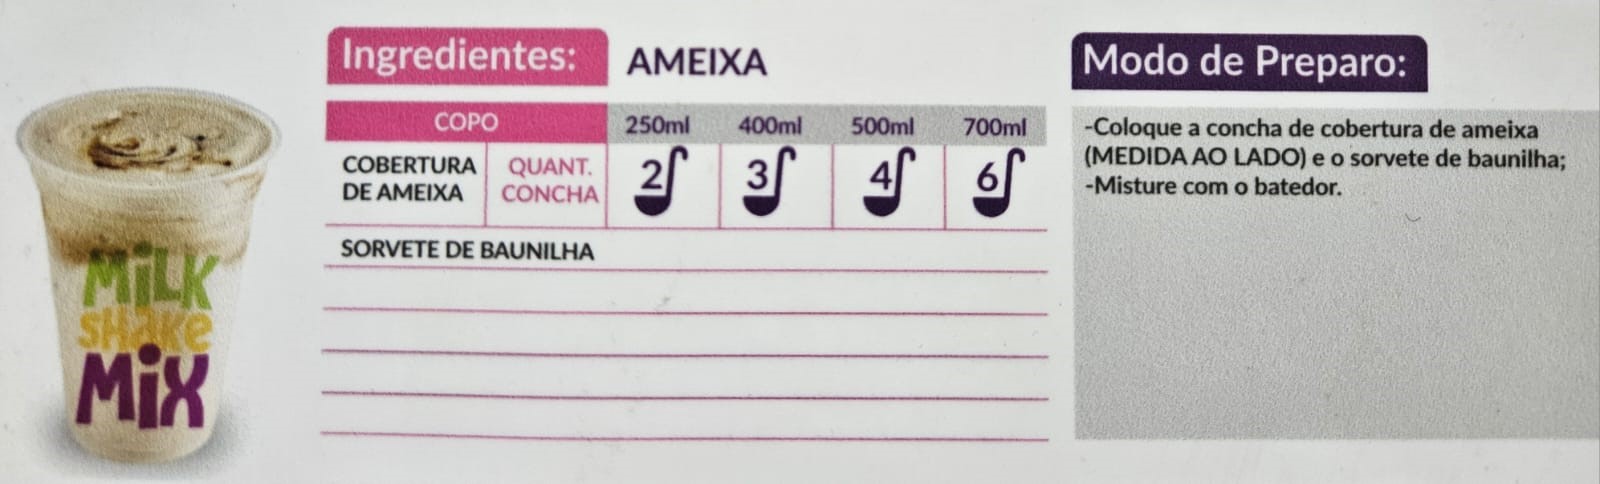 MiLK
SHake
MiX
Ingredientes: AMEIXA
COPO 250ml 400ml 500ml 700ml
COBERTURA DE AMEIXA QUANT. CONCHA 2 3 4 6
SORVETE DE BAUNILHA
Modo de Preparo:
-Coloque a concha de cobertura de ameixa
(MEDIDA AO LADO) e o sorvete de baunilha;
-Misture com o batedor.